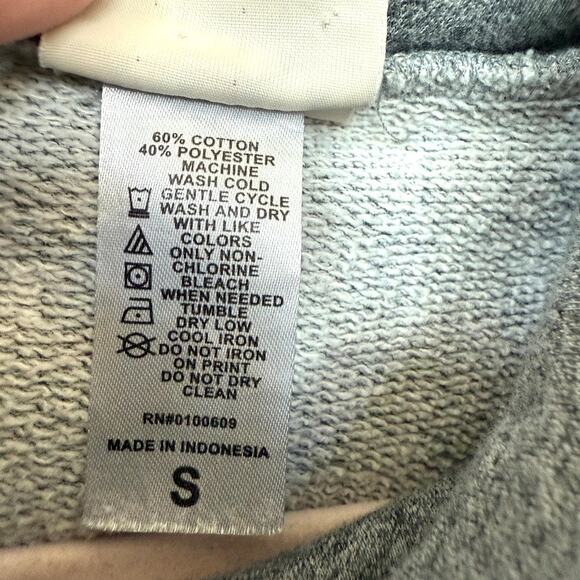 60% COTTON
40% POLYESTER
MACHINE
WASH COLD
GENTLE CYCLE
WASH AND DRY
WITH LIKE
COLORS
ONLY NON-
CHLORINE
BLEACH
WHEN NEEDED
TUMBLE
DRY LOW
COOL IRON
DO NOT IRON
ON PRINT
DO NOT DRY
CLEAN
RN#0100609
MADE IN INDONESIA
S